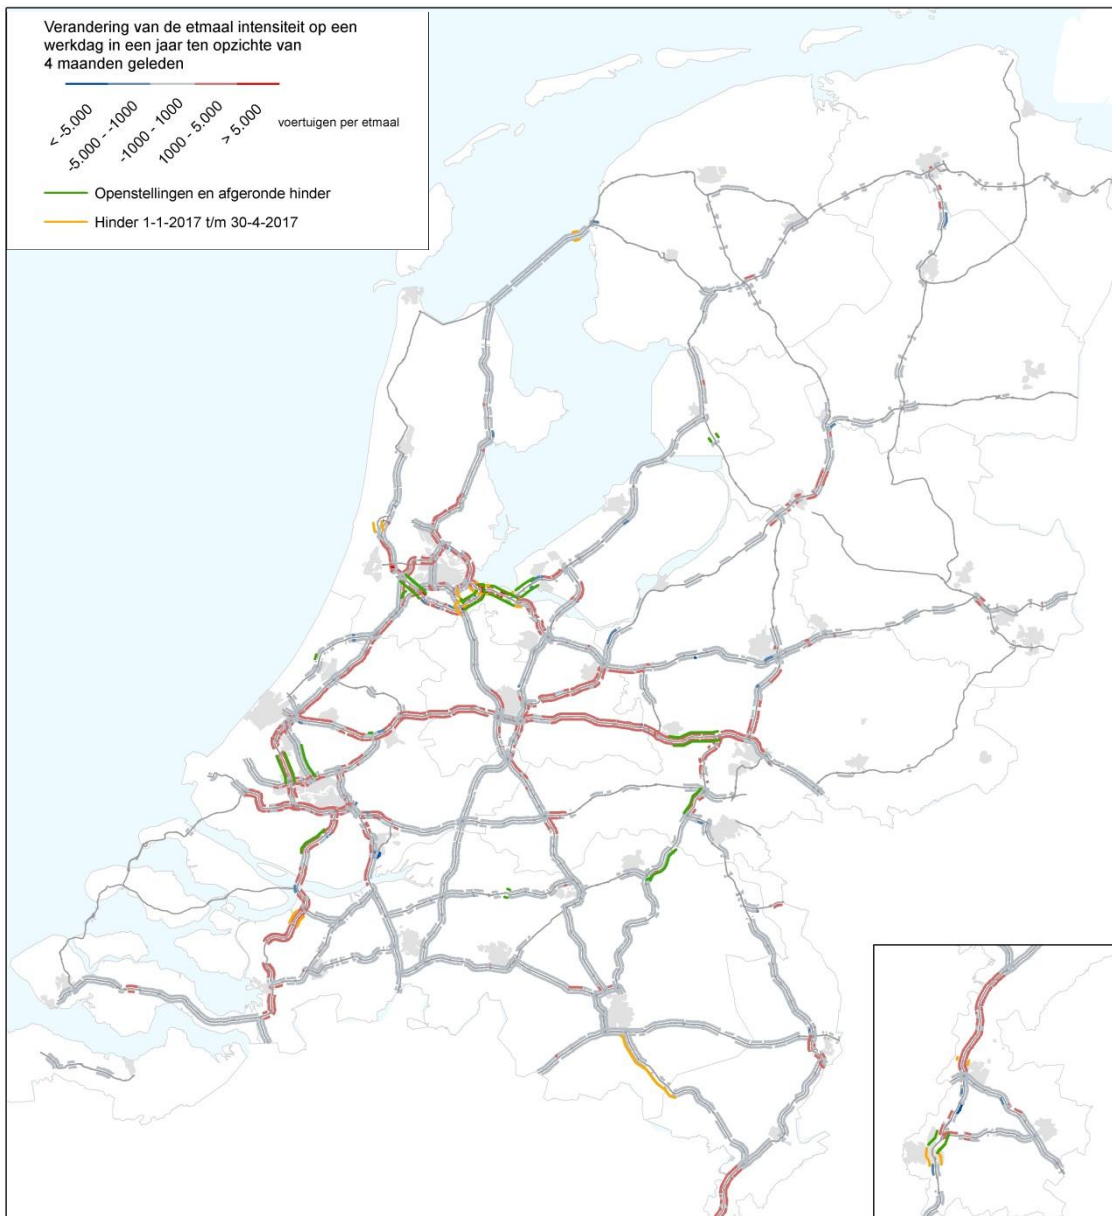 Verandering van de etmaal intensiteit op een
werkdag in een jaar ten opzichte van
4 maanden geleden
< -5.000
-5.000 - -1000
-1000 - 1000
1000 - 5.000
> 5.000
voertuigen per etmaal
Openstellingen en afgeronde hinder
Hinder 1-1-2017 t/m 30-4-2017